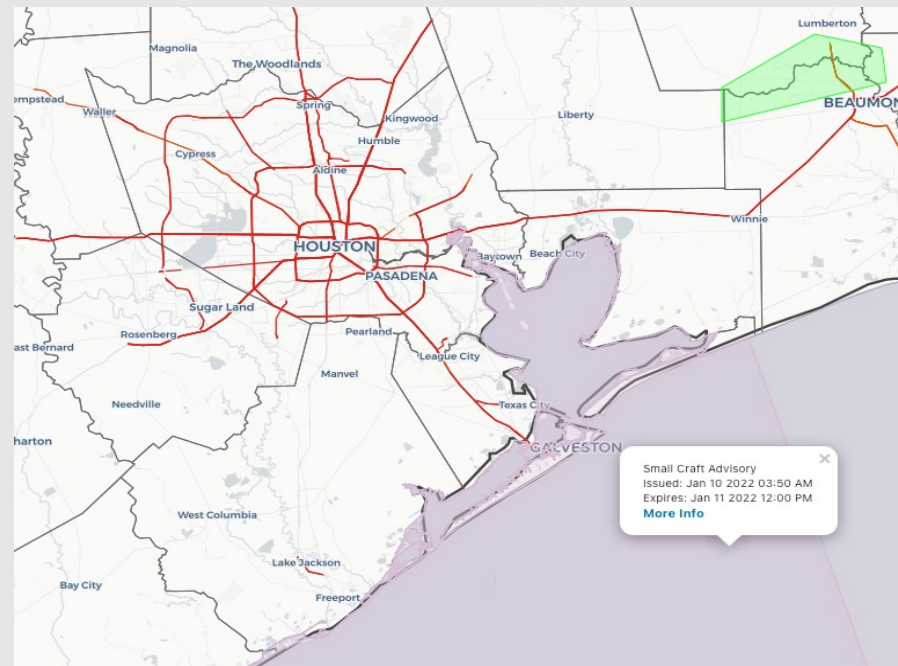 Lumberton
Magnolia
The Woodlands
empstead
Waller
Spring
Kingwood
Liberty
BEAUMON
Humble
Cypress
Aldine
Winnie
HOUSTON
Baytown
Beach City
PASADENA
Sugar Land
Rosenberg
Pearland
ast Bernard
League City
Manvel
Needville
Texas City
harton
GALVESTON
×
Small Craft Advisory
Issued: Jan 10 2022 03:50 AM
Expires: Jan 11 2022 12:00 PM
More Info
West Columbia
Lake Jackson
Bay City
Freeport